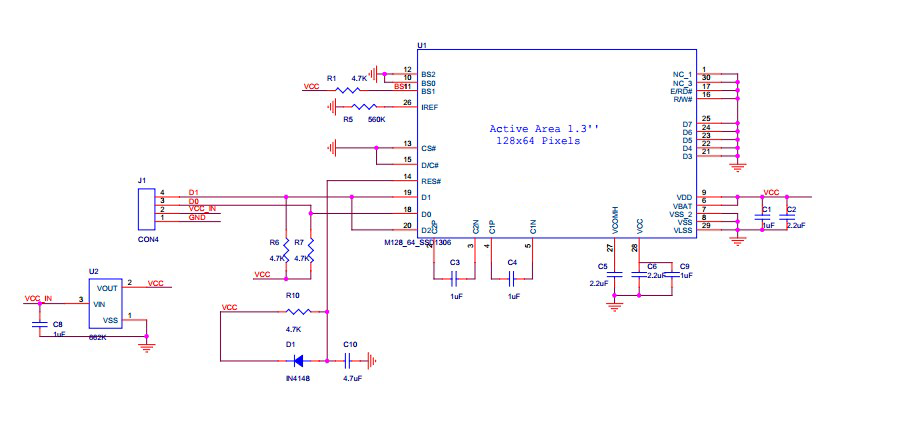 U1
12
BS2
R1 4.7K
10
BS0
VCC
BS1
11
BS1
26
IREF
R5 560K
Active Area 1.3''
128x64 Pixels
1
NC_1
30
NC_3
17
E/RD#
16
R/W#
25
D7
24
D6
23
D5
22
D4
21
D3
13
CS#
15
D/C#
14
RES#
19
D1
18
D0
20
D2
9
VDD
6
VBAT
7
VSS_2
8
VSS
29
VLSS
VCC
C1
1uF
C2
2.2uF
J1
4 D1
3 D0
2 VCC_IN
1 GND
CON4
M128_64_SSD1306
C2P
2
C2N
3
C1P
4
C1N
5
VCOMH
27
VCC
28
R6
4.7K
R7
4.7K
VCC
C3
1uF
C4
1uF
C5
2.2uF
C6
2.2uF
C9
1uF
U2
VOUT
2
VCC
VCC_IN
3
VIN
VSS
1
C8
1uF
662K
R10
VCC
4.7K
D1
IN4148
C10
4.7uF